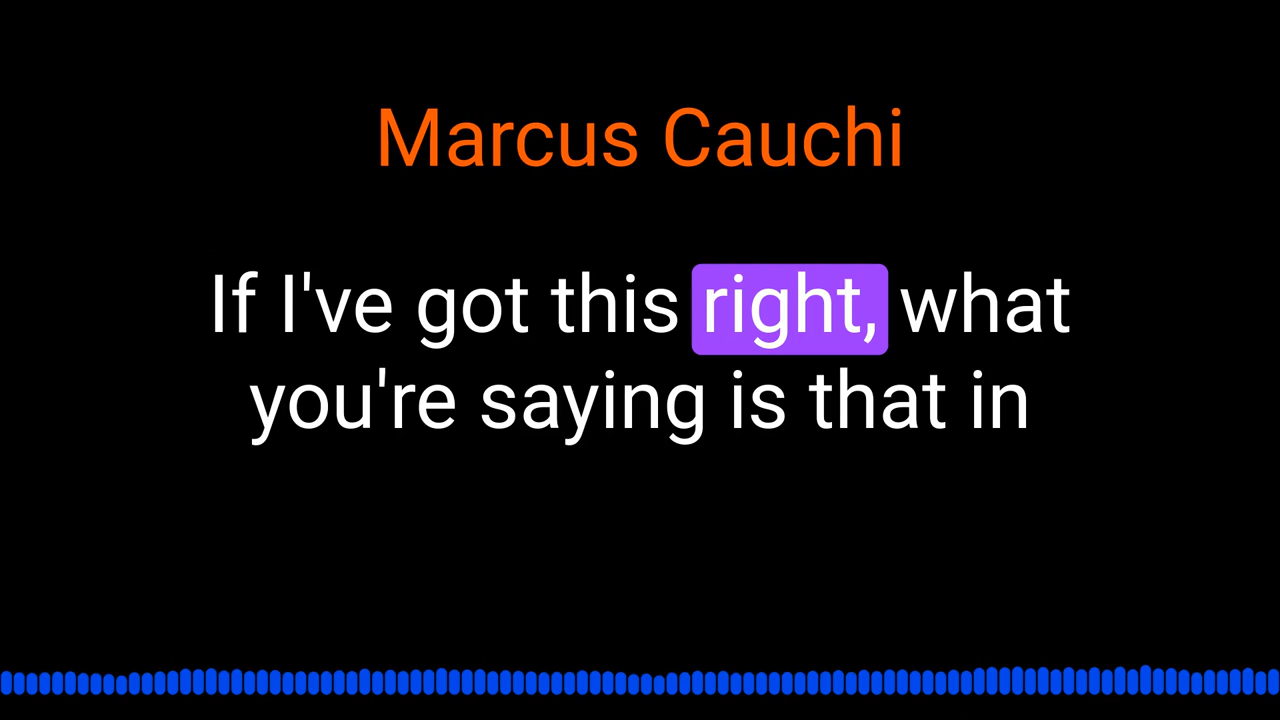 Marcus Cauchi
If I've got this right, what
you're saying is that in